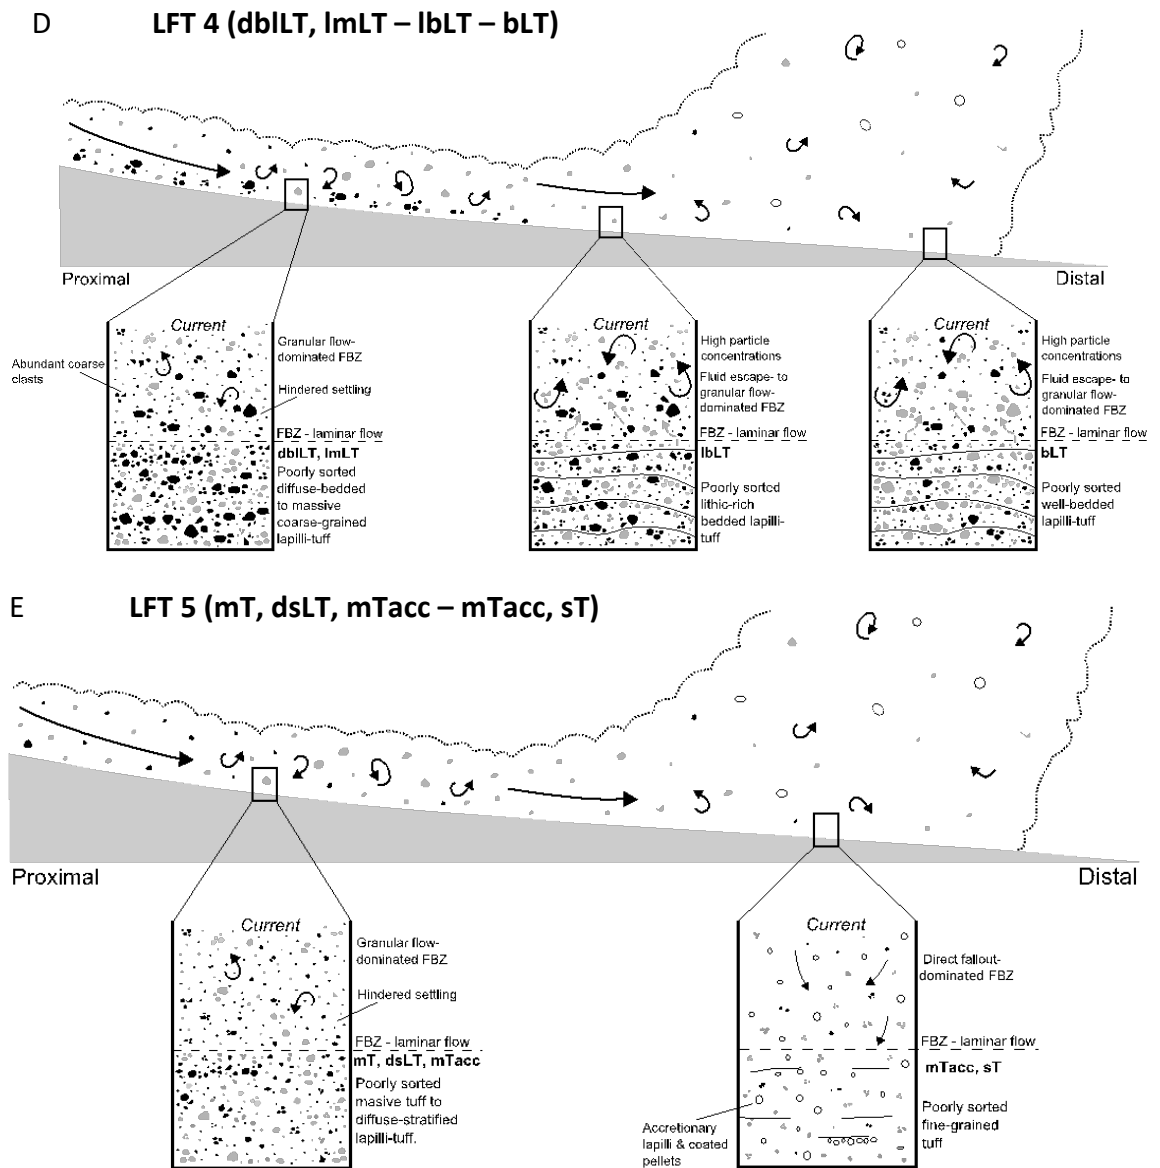 D
LFT 4 (dblLT, lmLT – lbLT – bLT)
Proximal
Distal
Current
Abundant coarse
clasts
Granular flow-
dominated FBZ
Hindered settling
FBZ - laminar flow
dblLT, lmLT
Poorly sorted
diffuse-bedded
to massive
coarse-grained
lapilli-tuff
Current
High particle
concentrations
Fluid escape- to
granular flow-
dominated FBZ
FBZ - laminar flow
lbLT
Poorly sorted
lithic-rich
bedded lapilli-
tuff
Current
High particle
concentrations
Fluid escape- to
granular flow-
dominated FBZ
FBZ - laminar flow
bLT
Poorly sorted
well-bedded
lapilli-tuff
E
LFT 5 (mT, dsLT, mTacc – mTacc, sT)
Proximal
Distal
Current
Granular flow-
dominated FBZ
Hindered settling
FBZ - laminar flow
mT, dsLT, mTacc
Poorly sorted
masive tuff to
diffuse-stratified
lapilli-tuff.
Current
Direct fallout-
dominated FBZ
FBZ - laminar flow
mTacc, sT
Poorly sorted
fine-grained
tuff
Accretionary
lapilli & coated
pellets